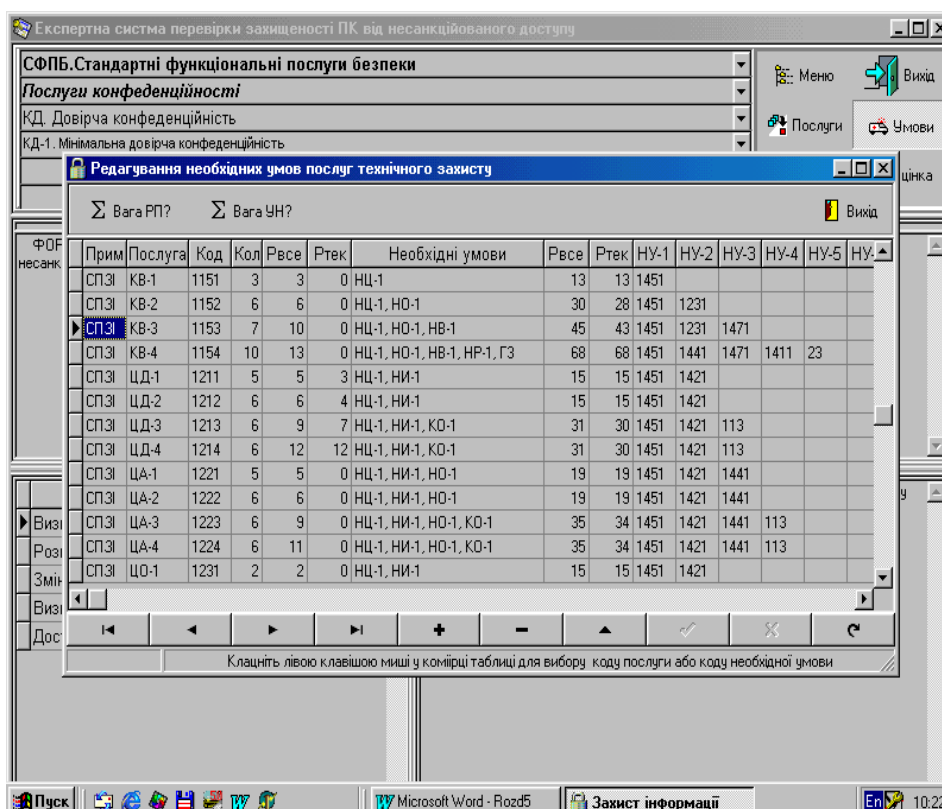 Експертна систма перевірки захищеності ПК від несанкційованого доступу
СФПБ.Стандартні функціональні послуги безпеки
Послуги конфеденційності
КД. Довірча конфеденційність
КД-1. Мінімальна довірча конфеденційність
Меню Вихід
Послуги Умови
цінка
Редагування необхідних умов послуг технічного захисту
Σ Вага РП? Σ Вага УН? Вихід
ФОР
несанк
Прим Послуга Код Кол Рвсе Ртек Необхідні умови Рвсе Ртек НУ-1 НУ-2 НУ-3 НУ-4 НУ-5 НУ-
СПЗІ КВ-1 1151 3 3 0 НЦ-1 13 13 1451
СПЗІ КВ-2 1152 6 6 0 НЦ-1, НО-1 30 28 1451 1231
СПЗІ КВ-3 1153 7 10 0 НЦ-1, НО-1, НВ-1 45 43 1451 1231 1471
СПЗІ КВ-4 1154 10 13 0 НЦ-1, НО-1, НВ-1, НР-1, ГЗ 68 68 1451 1441 1471 1411 23
СПЗІ ЦД-1 1211 5 5 3 НЦ-1, НИ-1 15 15 1451 1421
СПЗІ ЦД-2 1212 6 6 4 НЦ-1, НИ-1 15 15 1451 1421
СПЗІ ЦД-3 1213 6 9 7 НЦ-1, НИ-1, КО-1 31 30 1451 1421 113
СПЗІ ЦД-4 1214 6 12 12 НЦ-1, НИ-1, КО-1 31 30 1451 1421 113
СПЗІ ЦА-1 1221 5 5 0 НЦ-1, НИ-1, НО-1 19 19 1451 1421 1441
СПЗІ ЦА-2 1222 6 6 0 НЦ-1, НИ-1, НО-1 19 19 1451 1421 1441
СПЗІ ЦА-3 1223 6 9 0 НЦ-1, НИ-1, НО-1, КО-1 35 34 1451 1421 1441 113
СПЗІ ЦА-4 1224 6 11 0 НЦ-1, НИ-1, НО-1, КО-1 35 34 1451 1421 1441 113
СПЗІ ЦО-1 1231 2 2 0 НЦ-1, НИ-1 15 15 1451 1421
у
Визн
Розг
Змін
Визн
Дост
Клацніть лівою клавішою миші у коміірці таблиці для вибору коду послуги або коду необхідної умови
Пуск Microsoft Word - Rozd5 Захист інформації En 10:22